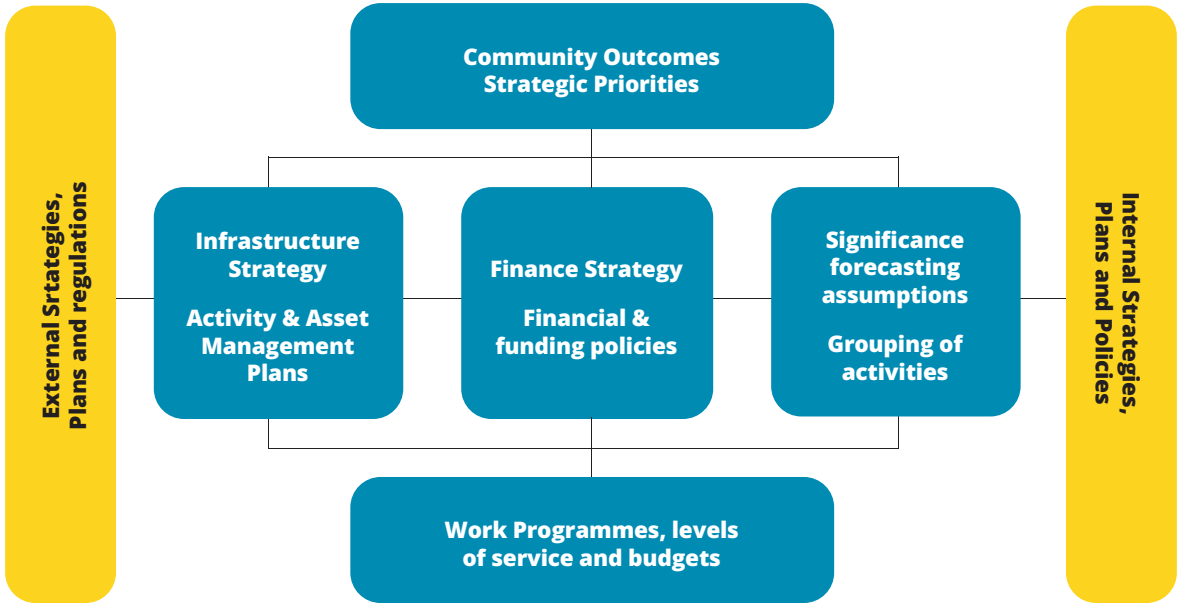 Community Outcomes
Strategic Priorities
External Srtategies,
Plans and regulations
Infrastructure
Strategy
Activity & Asset
Management
Plans
Finance Strategy
Financial &
funding policies
Significance
forecasting
assumptions
Grouping of
activities
Internal Strategies,
Plans and Policies
Work Programmes, levels
of service and budgets